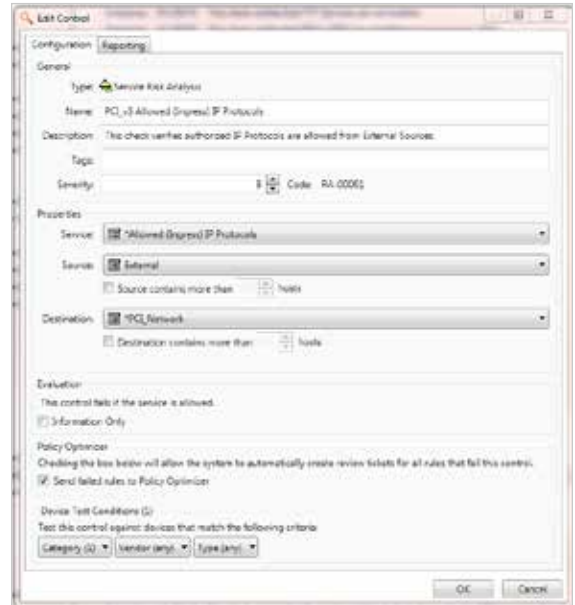 Edit Control
Configuration Reporting
General
Type: Service Risk Analysis
Name: PCI_v3 Allowed (Ingress) IP Protocols
Description: This check verifies authorized IP Protocols are allowed from External Sources.
Tags:
Severity: Code: RA-00001
Properties
Service: *Allowed (Ingress) IP Protocols
Source: External
Source contains more than hosts
Destination: *PCI_Network
Destination contains more than hosts
Evaluation
This control fails if the service is allowed.
Information Only
Policy Optimizer
Checking the box below will allow the system to automatically create review tickets for all rules that fail this control.
Send failed rules to Policy Optimizer
Device Test Conditions (1)
Test this control against devices that match the following criteria:
Category (1) Vendor (any) Type (any)
OK Cancel